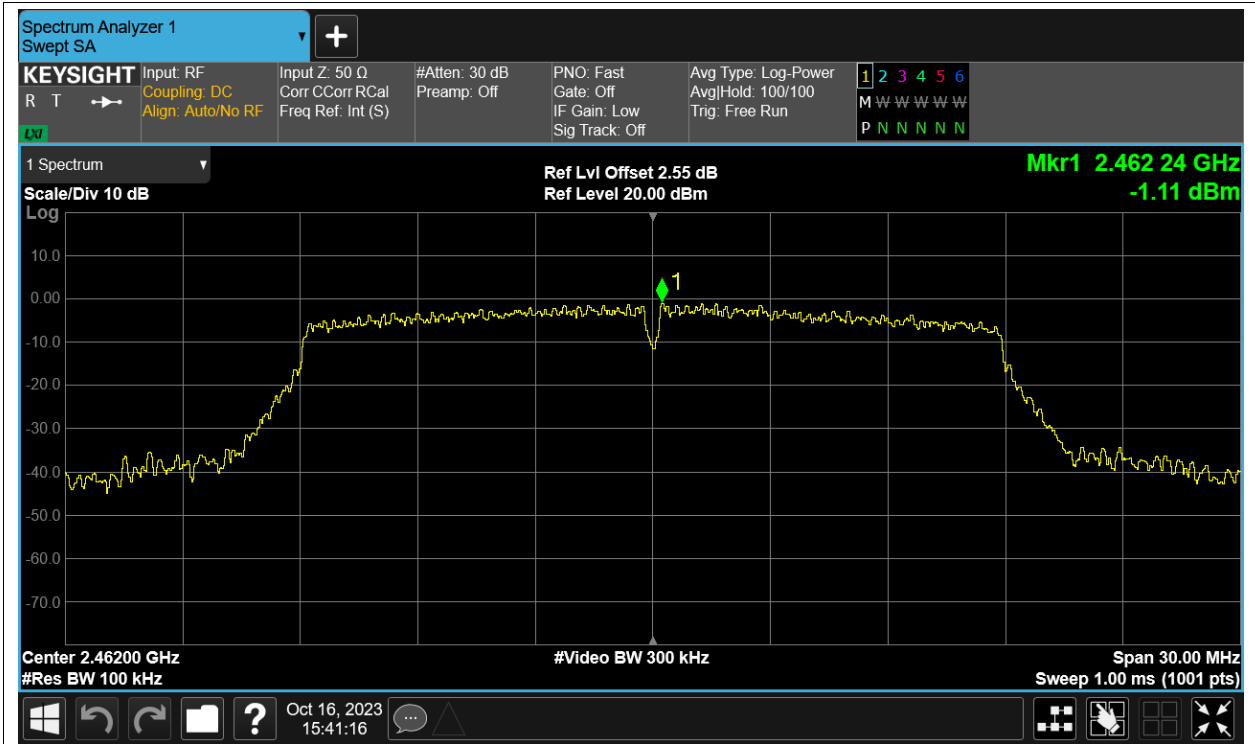 Spectrum Analyzer 1
Swept SA
+
KEYSIGHT
R T
LXI
Input: RF
Coupling: DC
Align: Auto/No RF
Input Z: 50 Ω
Corr CCorr RCal
Freq Ref: Int (S)
#Atten: 30 dB
Preamp: Off
PNO: Fast
Gate: Off
IF Gain: Low
Sig Track: Off
Avg Type: Log-Power
Avg|Hold: 100/100
Trig: Free Run
1 2 3 4 5 6
M W W W W W
P N N N N N
1 Spectrum
Scale/Div 10 dB
Log
Ref Lvl Offset 2.55 dB
Ref Level 20.00 dBm
Mkr1 2.462 24 GHz
-1.11 dBm
10.0
0.00
-10.0
-20.0
-30.0
-40.0
-50.0
-60.0
-70.0
1
Center 2.46200 GHz
#Res BW 100 kHz
#Video BW 300 kHz
Span 30.00 MHz
Sweep 1.00 ms (1001 pts)
?
Oct 16, 2023
15:41:16